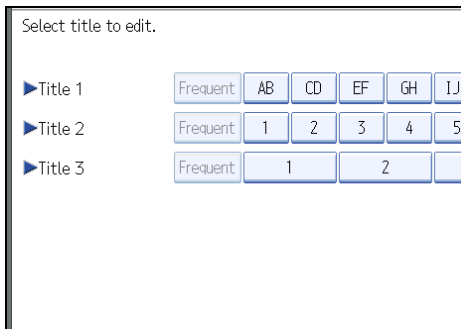 Select title to edit.
▶Title 1 Frequent AB CD EF GH IJ
▶Title 2 Frequent 1 2 3 4 5
▶Title 3 Frequent 1 2